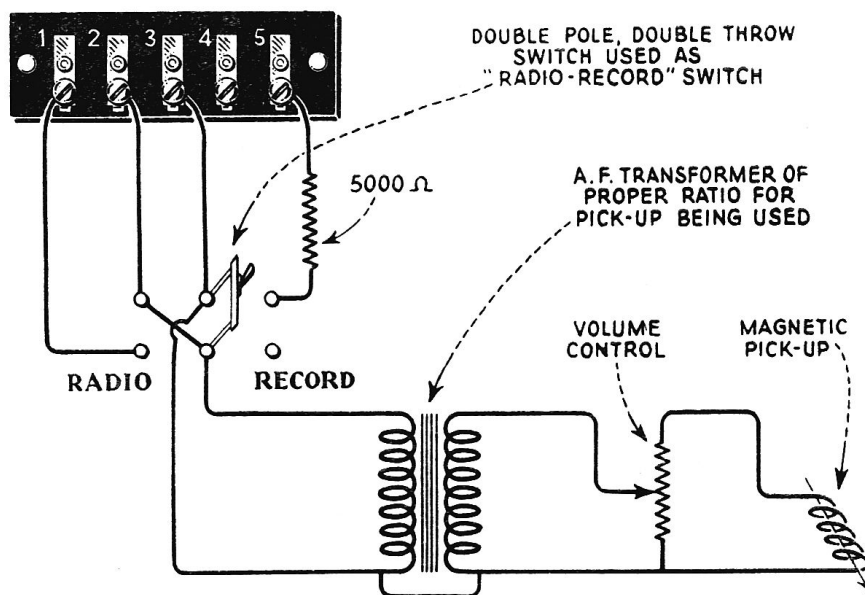 1 2 3 4 5
DOUBLE POLE, DOUBLE THROW
SWITCH USED AS
"RADIO-RECORD" SWITCH
5000 Ω
A.F. TRANSFORMER OF
PROPER RATIO FOR
PICK-UP BEING USED
VOLUME
CONTROL
MAGNETIC
PICK-UP
RADIO
RECORD